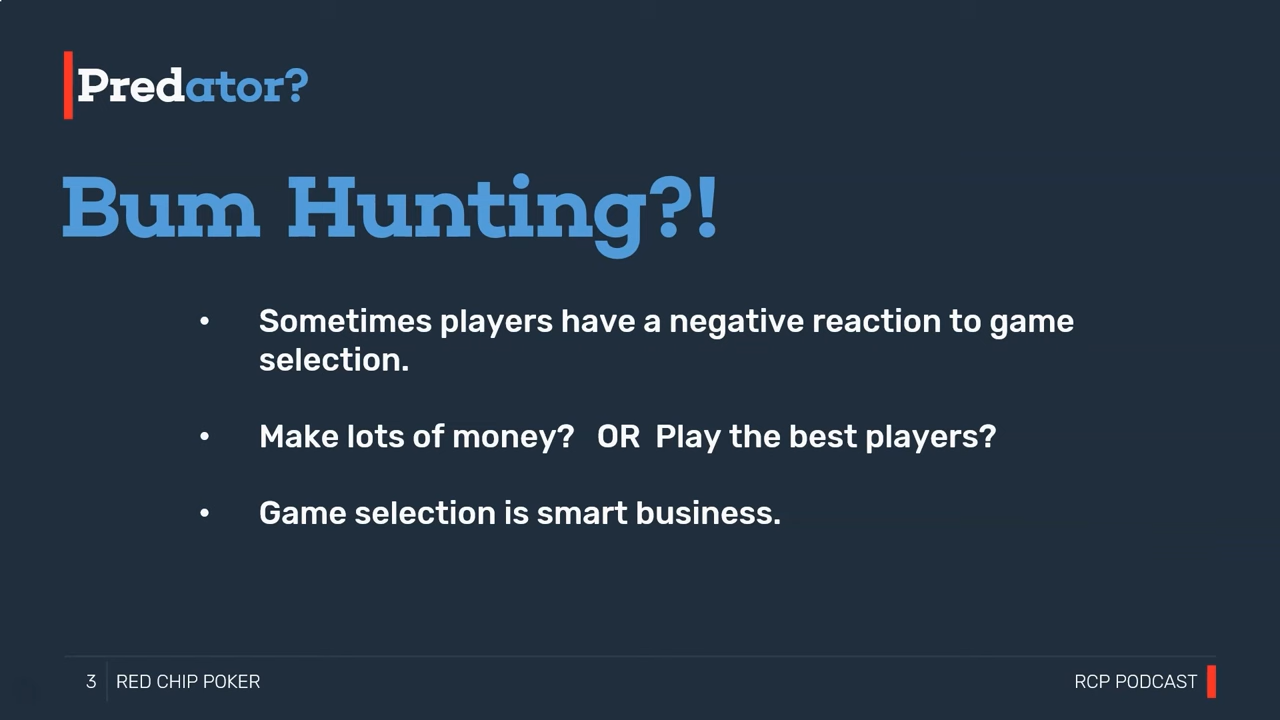 Predator?
Bum Hunting?!
• Sometimes players have a negative reaction to game
selection.
• Make lots of money? OR Play the best players?
• Game selection is smart business.
3 RED CHIP POKER
RCP PODCAST